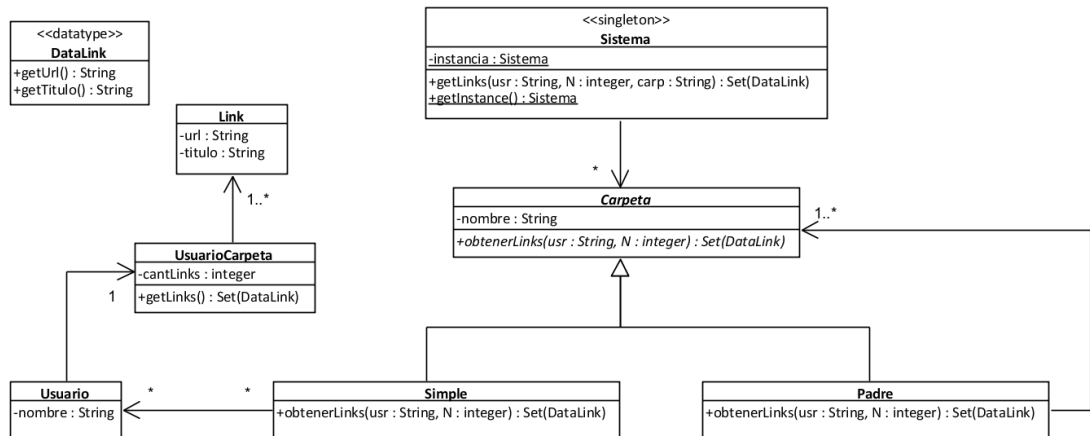 <<datatype>>
DataLink
+getUrl() : String
+getTitulo() : String
<<singleton>>
Sistema
-instancia : Sistema
+getLinks(usr : String, N : integer, carp : String) : Set(DataLink)
+getInstance() : Sistema
Link
-url : String
-titulo : String
1..*
*
Carpeta
-nombre : String
+obtenerLinks(usr : String, N : integer) : Set(DataLink)
1..*
UsuarioCarpeta
-cantLinks : integer
+getLinks() : Set(DataLink)
1
Usuario
-nombre : String
*
*
Simple
+obtenerLinks(usr : String, N : integer) : Set(DataLink)
Padre
+obtenerLinks(usr : String, N : integer) : Set(DataLink)